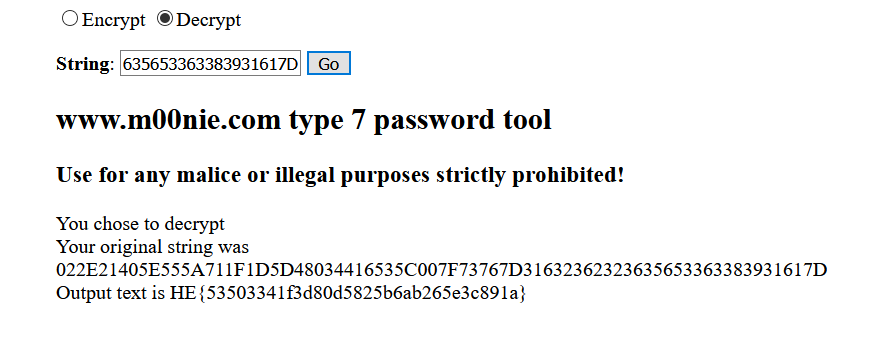 Encrypt Decrypt
String: 635653363383931617D Go
www.m00nie.com type 7 password tool
Use for any malice or illegal purposes strictly prohibited!
You chose to decrypt
Your original string was
022E21405E555A711F1D5D48034416535C007F73767D3163236232363565336338393161​7D
Output text is HE{53503341f3d80d5825b6ab265e3c891a}